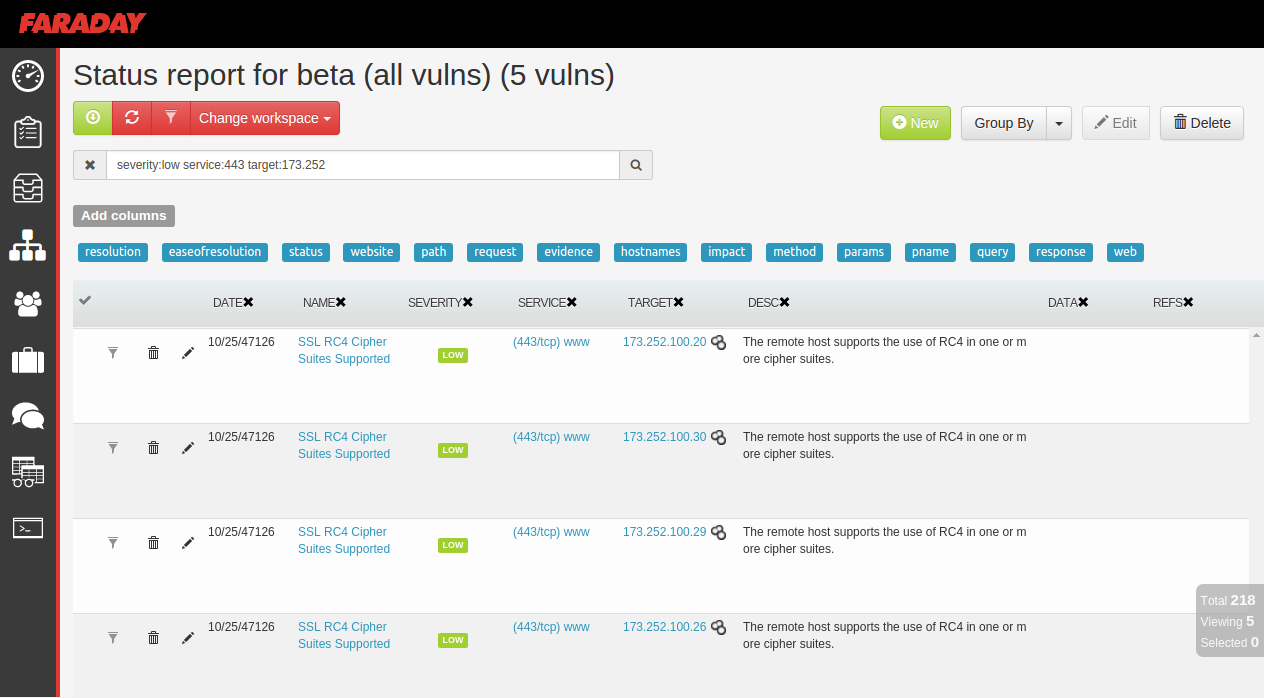 FARADAY
Status report for beta (all vulns) (5 vulns)
Change workspace
New
Group By
Edit
Delete
severity:low service:443 target:173.252
Add columns
resolution easeofresolution status website path request evidence hostnames impact method params pname query response web
DATE NAME SEVERITY SERVICE TARGET DESC DATA REFS
10/25/47126 SSL RC4 Cipher (443/tcp) www 173.252.100.20 The remote host supports the use of RC4 in one or m
Suites Supported LOW ore cipher suites.
10/25/47126 SSL RC4 Cipher (443/tcp) www 173.252.100.30 The remote host supports the use of RC4 in one or m
Suites Supported LOW ore cipher suites.
10/25/47126 SSL RC4 Cipher (443/tcp) www 173.252.100.29 The remote host supports the use of RC4 in one or m
Suites Supported LOW ore cipher suites.
10/25/47126 SSL RC4 Cipher (443/tcp) www 173.252.100.26 The remote host supports the use of RC4 in one or m
Suites Supported LOW ore cipher suites.
Total 218
Viewing 5
Selected 0